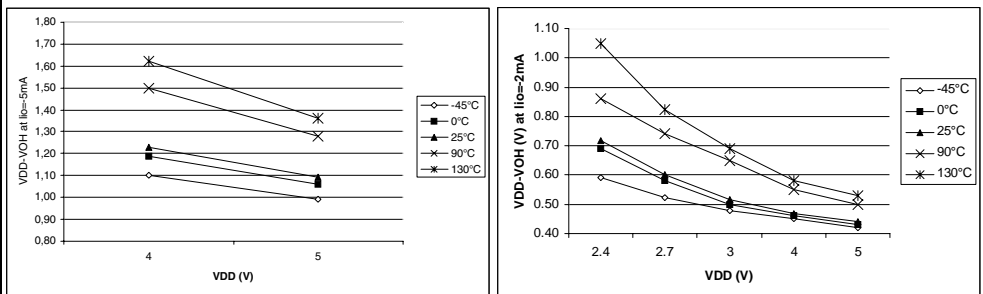 VDD-VOH at Iio=-5mA
1,80
1,70
1,60
1,50
1,40
1,30
1,20
1,10
1,00
0,90
0,80
4
5
VDD (V)
-45°C
0°C
25°C
90°C
130°C
VDD-VOH (V) at Iio=-2mA
1.10
1.00
0.90
0.80
0.70
0.60
0.50
0.40
2.4
2.7
3
4
5
VDD (V)
-45°C
0°C
25°C
90°C
130°C